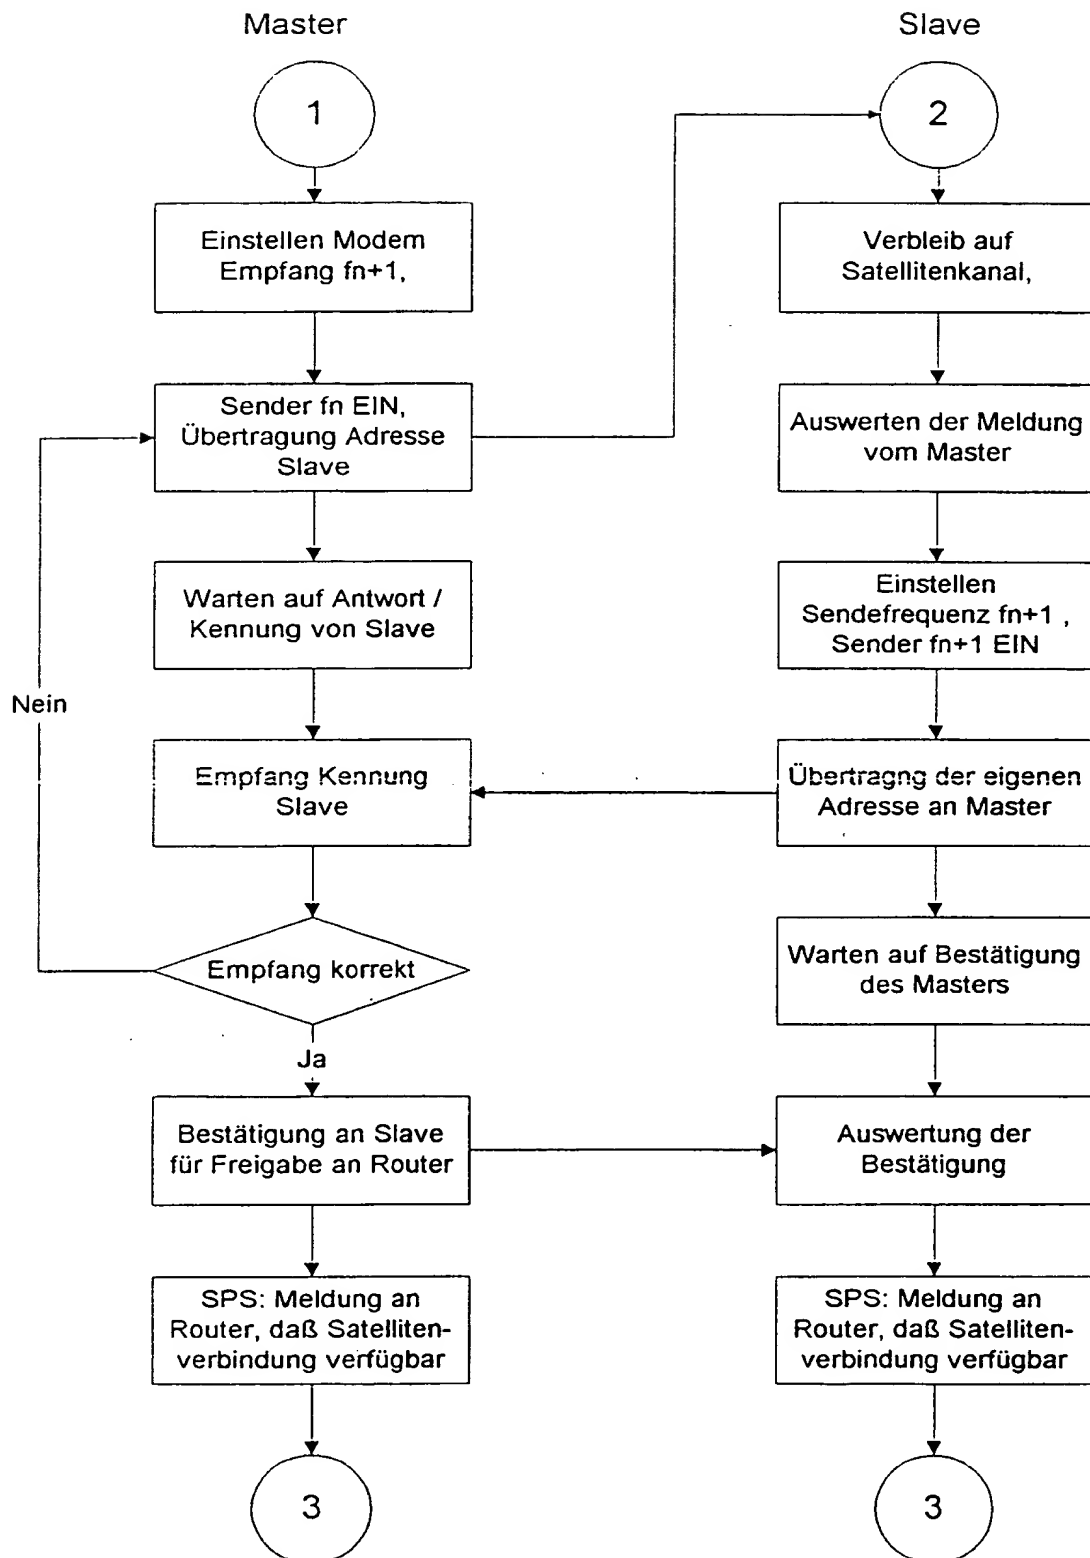 Master
1
Einstellen Modem
Empfang fn+1,
Sender fn EIN,
Übertragung Adresse
Slave
Warten auf Antwort /
Kennung von Slave
Nein
Empfang Kennung
Slave
Empfang korrekt
Ja
Bestätigung an Slave
für Freigabe an Router
SPS: Meldung an
Router, daß Satelliten-
verbindung verfügbar
3
Slave
2
Verbleib auf
Satellitenkanal,
Auswerten der Meldung
vom Master
Einstellen
Sendefrequenz fn+1 ,
Sender fn+1 EIN
Übertragng der eigenen
Adresse an Master
Warten auf Bestätigung
des Masters
Auswertung der
Bestätigung
SPS: Meldung an
Router, daß Satelliten-
verbindung verfügbar
3